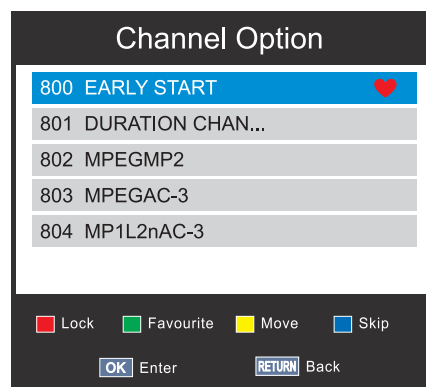 Channel Option
800 EARLY START
801 DURATION CHAN...
802 MPEGMP2
803 MPEGAC-3
804 MP1L2nAC-3
Lock Favourite Move Skip
OK Enter RETURN Back